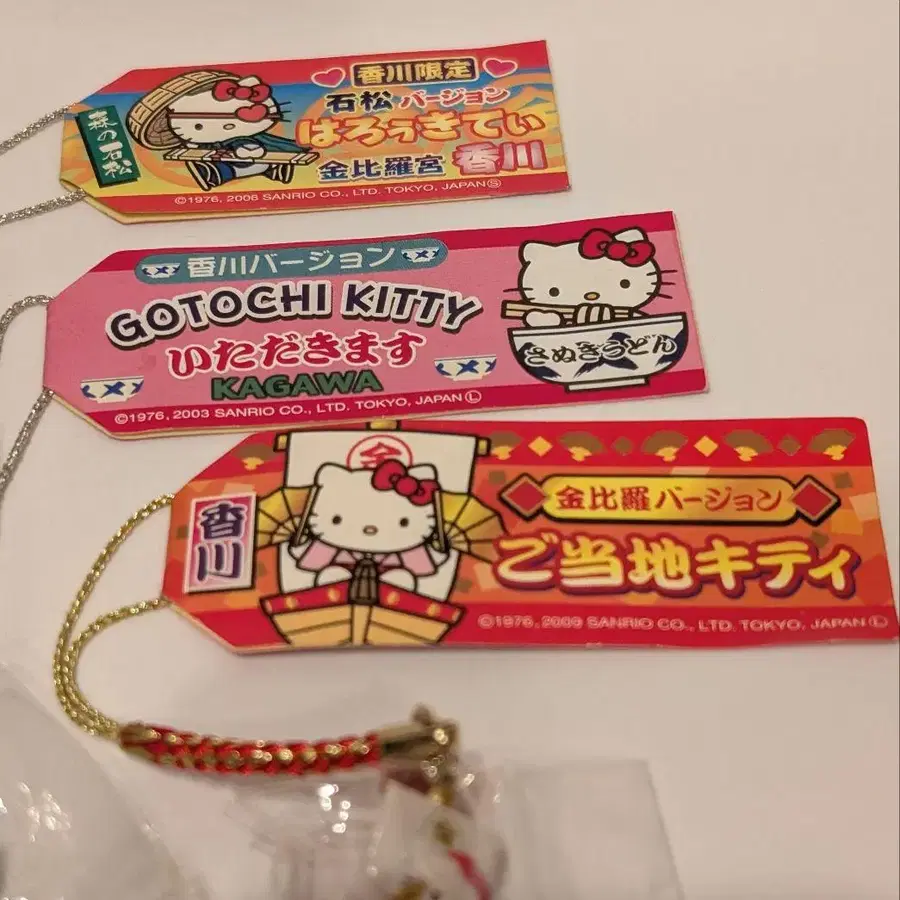 香川限定
石松バージョン
はろうきてぃ
金比羅宮 香川
森の石松
©1976, 2006 SANRIO CO., LTD. TOKYO, JAPAN Ⓢ
香川バージョン
GOTOCHI KITTY
いただきます
KAGAWA
さぬきうどん
©1976, 2003 SANRIO CO., LTD. TOKYO, JAPAN Ⓛ
金
香川
金比羅バージョン
ご当地キティ
©1976, 2009 SANRIO CO., LTD. TOKYO, JAPAN Ⓛ